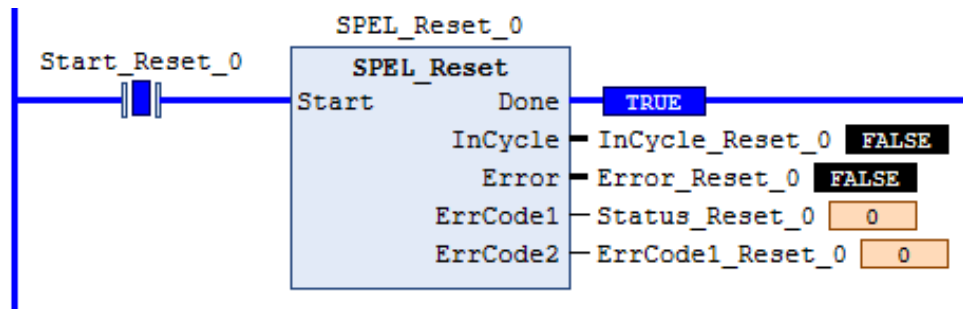 SPEL_Reset_0
Start_Reset_0
SPEL_Reset
Start Done TRUE
InCycle InCycle_Reset_0 FALSE
Error Error_Reset_0 FALSE
ErrCode1 Status_Reset_0 0
ErrCode2 ErrCode1_Reset_0 0